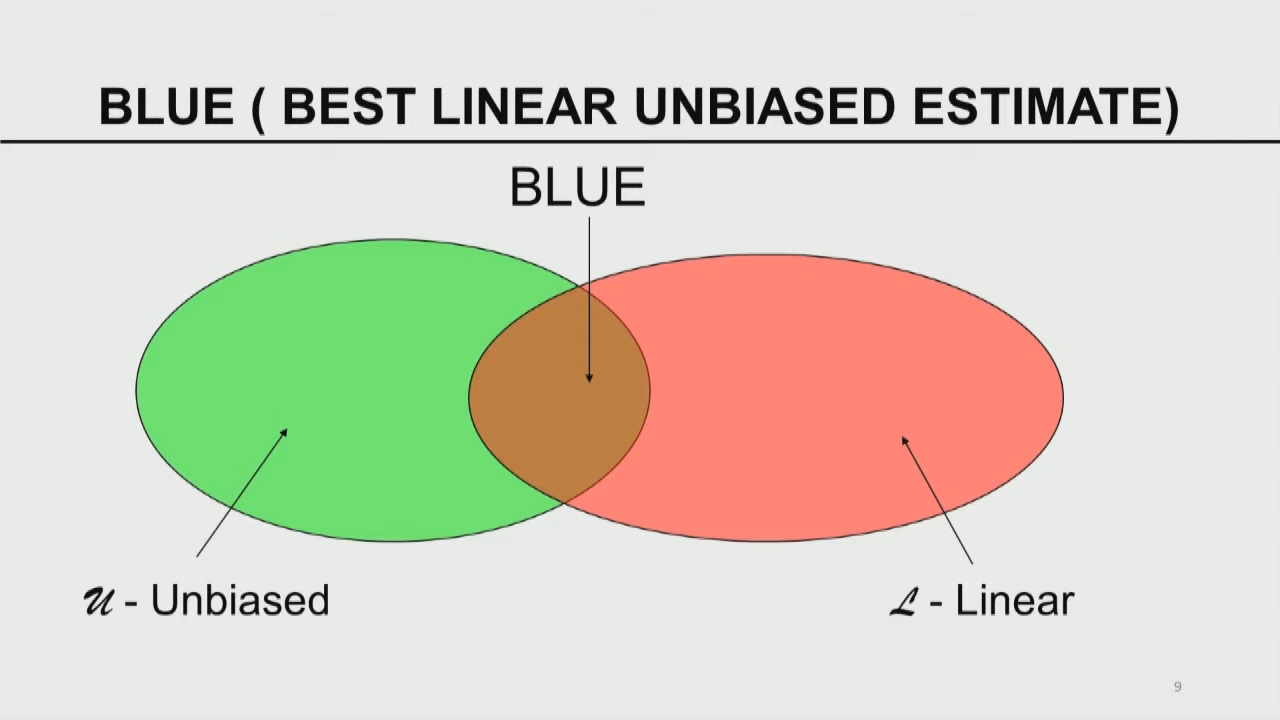 BLUE ( BEST LINEAR UNBIASED ESTIMATE)
BLUE
𝓤 - Unbiased
𝓛 - Linear
9